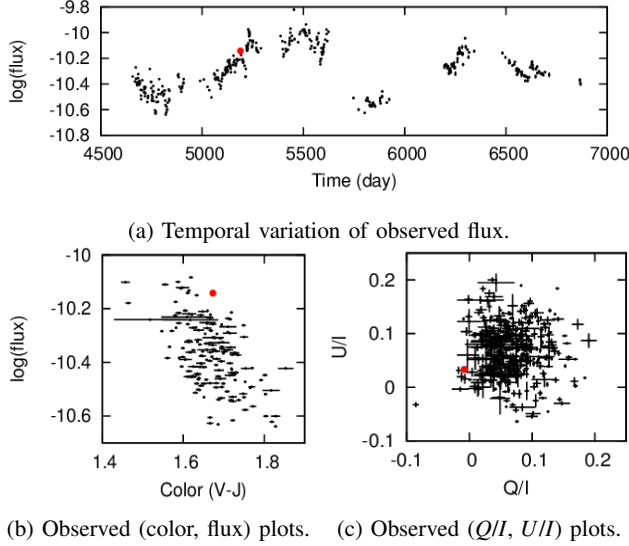 -9.8
-10
-10.2
-10.4
-10.6
-10.8
log(flux)
4500 5000 5500 6000 6500 7000
Time (day)
(a) Temporal variation of observed flux.
-10
-10.2
-10.4
-10.6
log(flux)
1.4 1.6 1.8
Color (V-J)
0.2
0.1
0
-0.1
U/I
-0.1 0 0.1 0.2
Q/I
(b) Observed (color, flux) plots. (c) Observed (Q/I, U/I) plots.